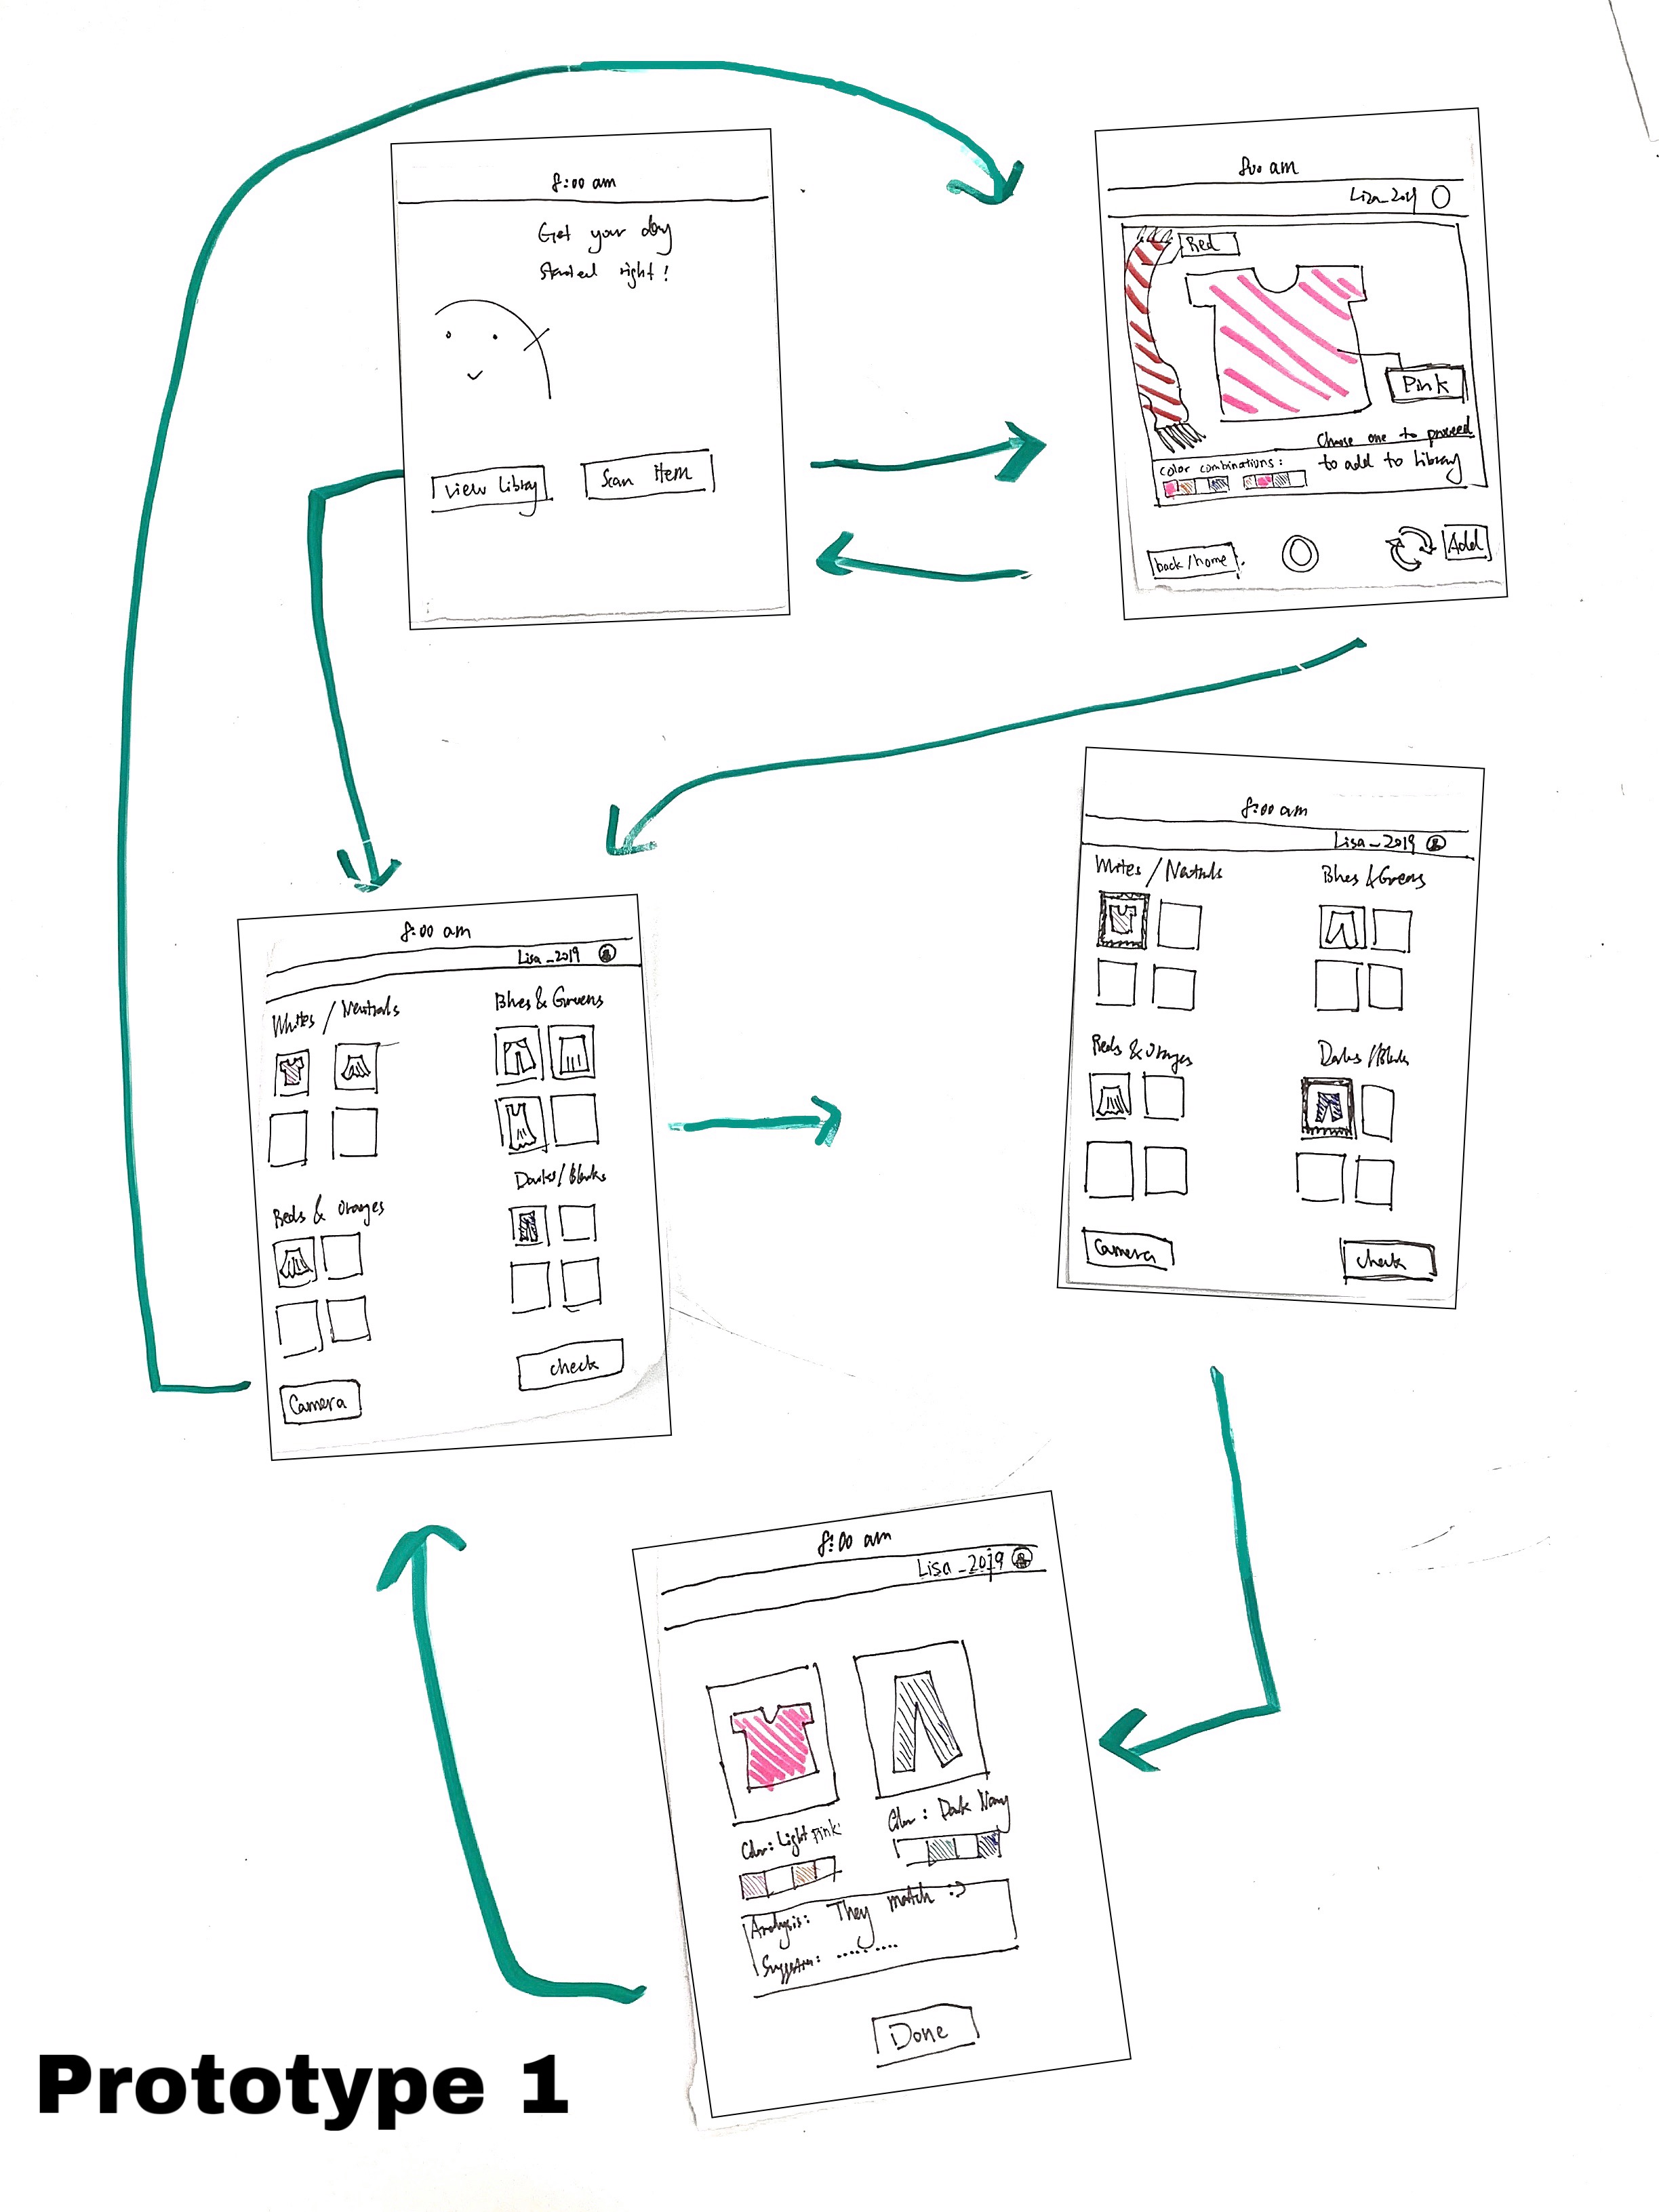 8:00 am
Get your day
started right!
View Library
Scan Item
8:00 am
Lisa_2019
Red
Pink
Choose one to proceed
to add to Library
color combinations:
back/home
Add
8:00 am
Lisa_2019
Whites / Neutrals
Blues & Greens
Reds & Oranges
Darks/Blacks
Camera
check
8:00 am
Lisa_2019
Whites / Neutrals
Blues & Greens
Reds & Oranges
Darks/Blacks
Camera
check
8:00 am
Lisa_2019
Color: Light Pink
Color: Dark Navy
Analysis: They match :)
Suggestion: .........
Done
Prototype 1